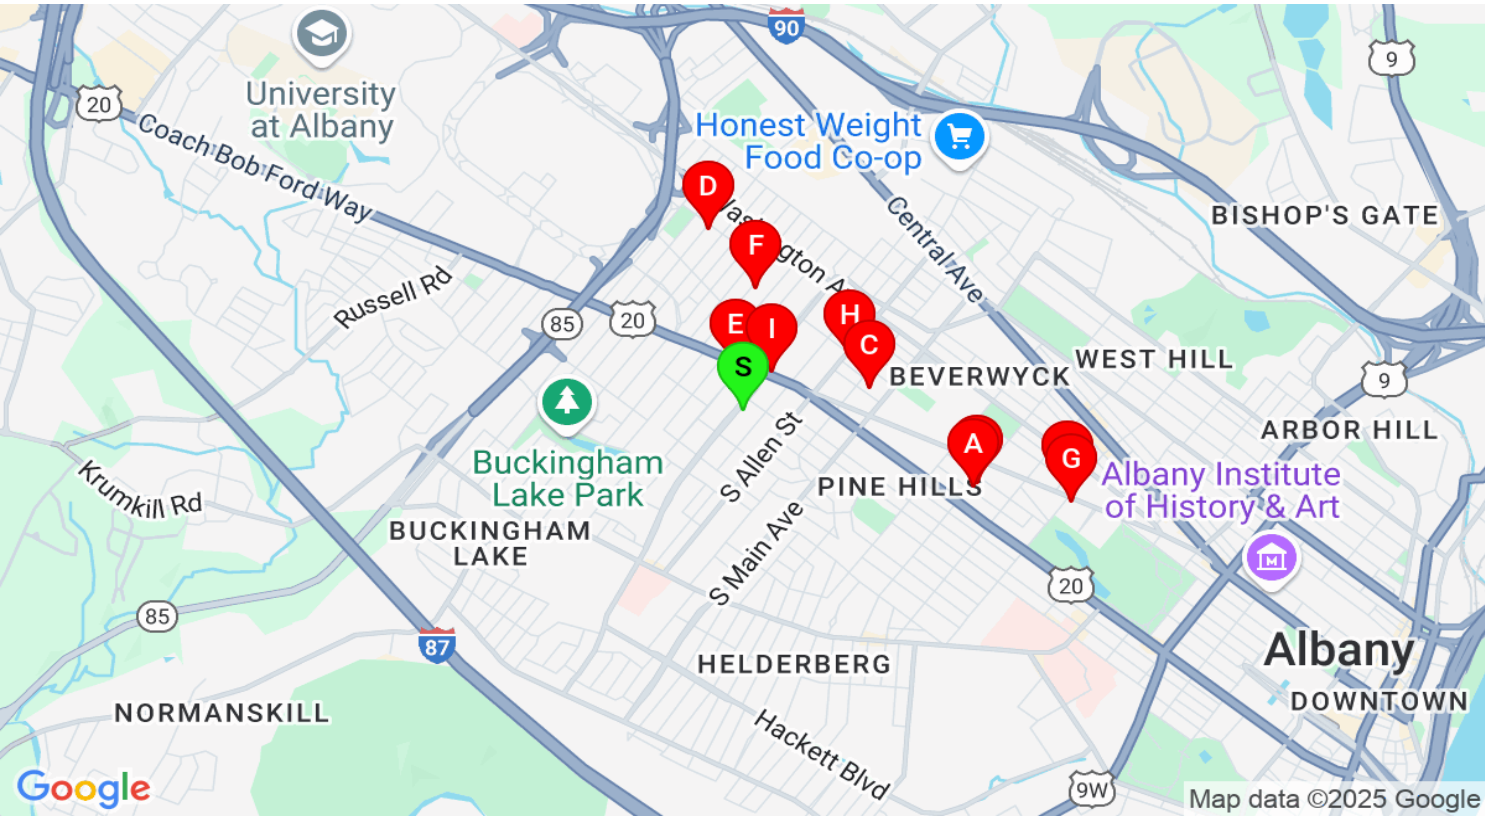 90
9
20
University
at Albany
Honest Weight
Food Co-op
Coach Bob Ford Way
D
Central Ave
BISHOP'S GATE
F
Russell Rd
85
20
E
I
H
C
S
WEST HILL
BEVERWYCK
9
ARBOR HILL
S Allen St
A
G
Buckingham
Lake Park
PINE HILLS
Albany Institute
of History & Art
Krumkill Rd
BUCKINGHAM
LAKE
S Main Ave
20
85
87
HELDERBERG
Albany
DOWNTOWN
NORMANSKILL
Hackett Blvd
9W
Google
Map data ©2025 Google